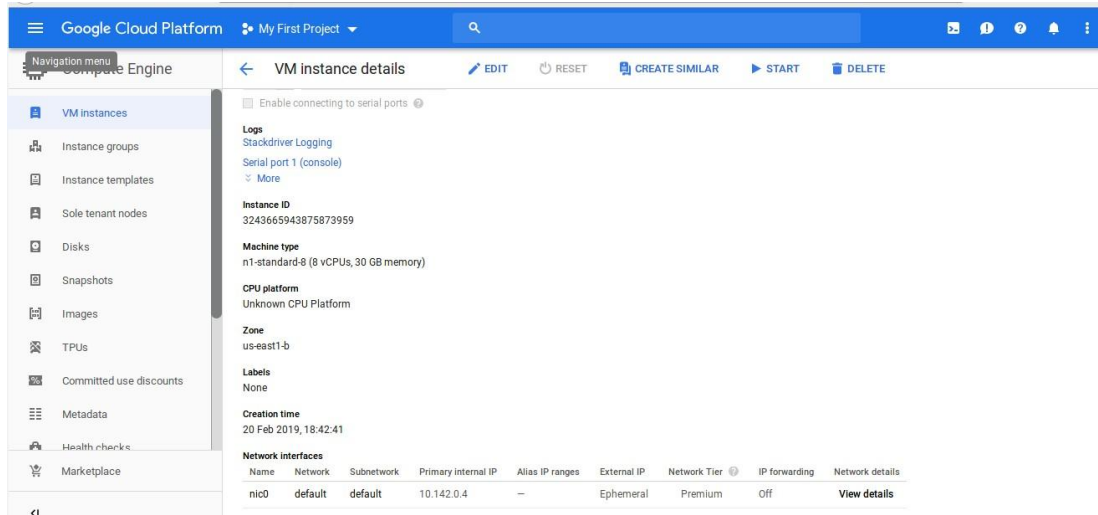 Google Cloud Platform My First Project
Navigation menu
Engine
VM instance details EDIT RESET CREATE SIMILAR START DELETE
VM instances
Instance groups
Instance templates
Sole tenant nodes
Disks
Snapshots
Images
TPUs
Committed use discounts
Metadata
Health checks
Marketplace
Enable connecting to serial ports
Logs
Stackdriver Logging
Serial port 1 (console)
More
Instance ID
3243665943875873959
Machine type
n1-standard-8 (8 vCPUs, 30 GB memory)
CPU platform
Unknown CPU Platform
Zone
us-east1-b
Labels
None
Creation time
20 Feb 2019, 18:42:41
Network interfaces
Name Network Subnetwork Primary internal IP Alias IP ranges External IP Network Tier IP forwarding Network details
nic0 default default 10.142.0.4 — Ephemeral Premium Off View details